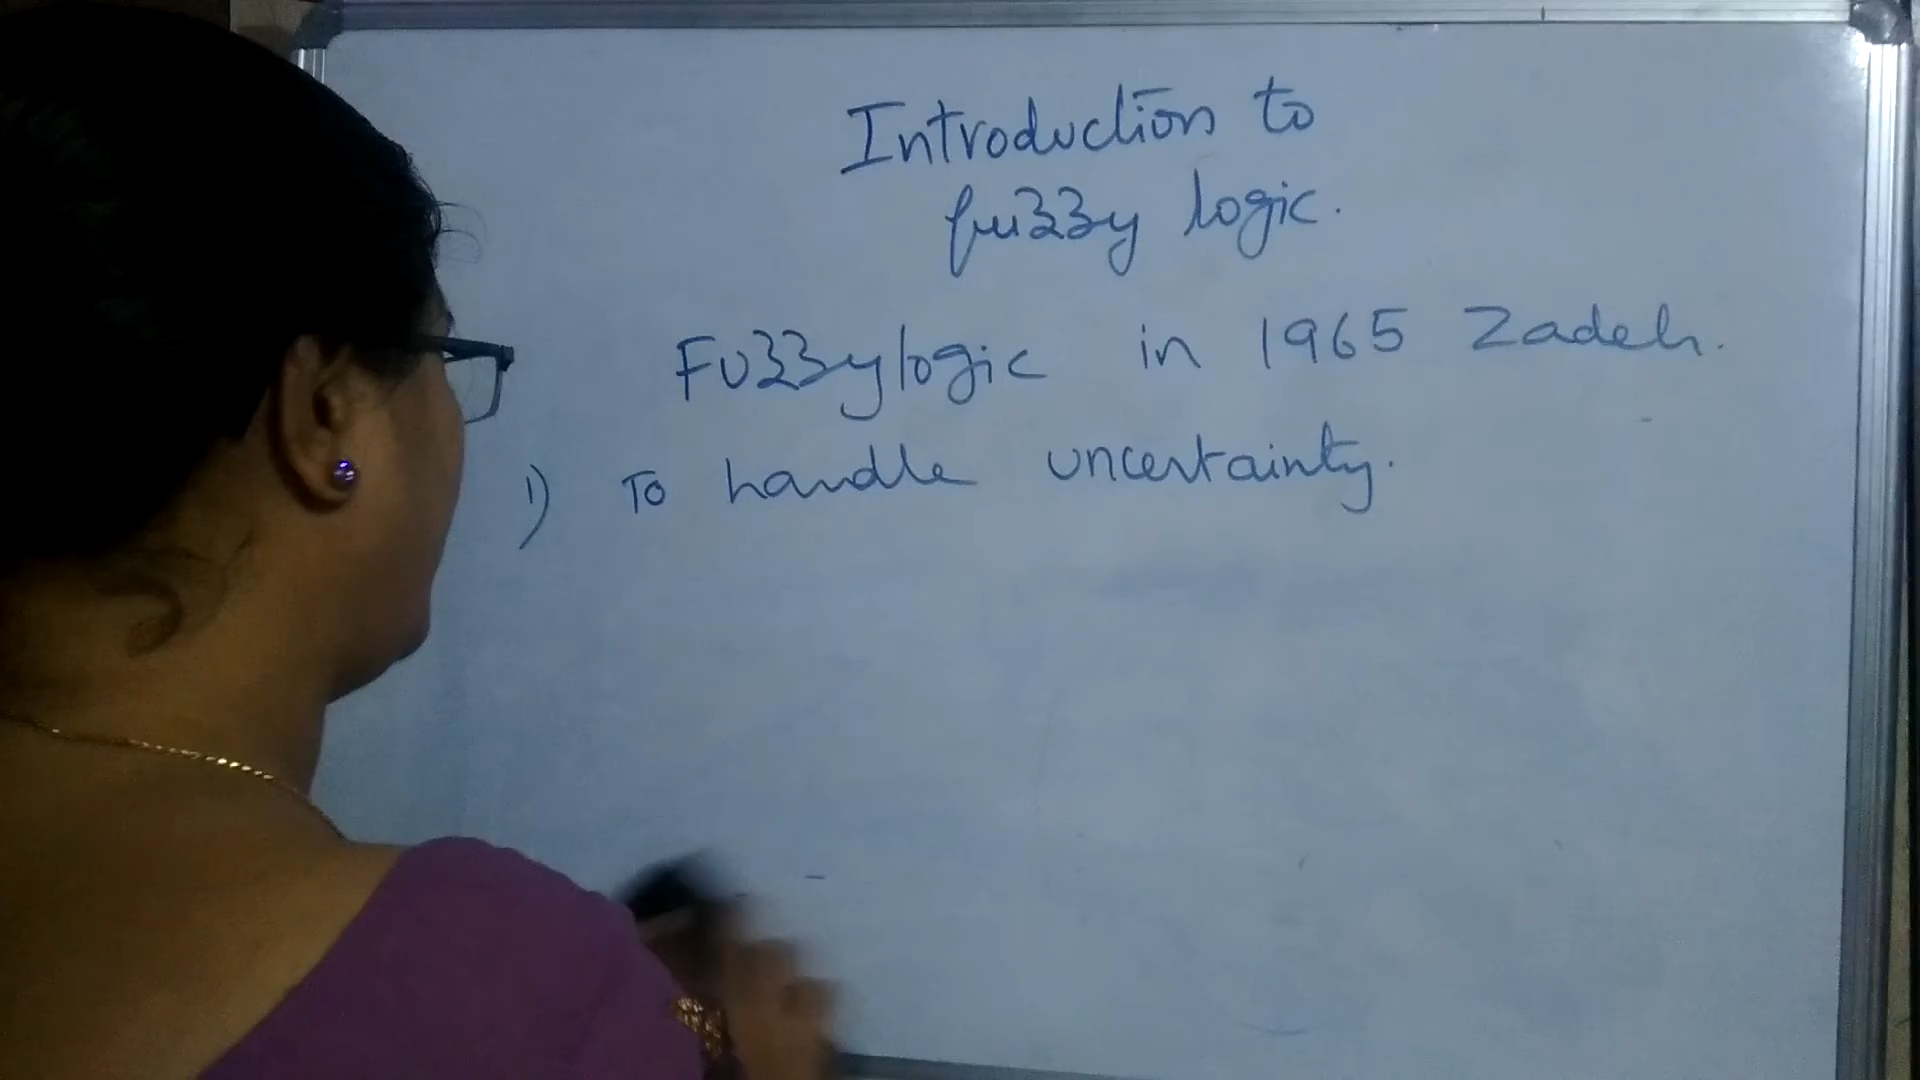 Introduction to
fuzzy logic.
Fuzzylogic in 1965 Zadeh.
1) To handle uncertainty.